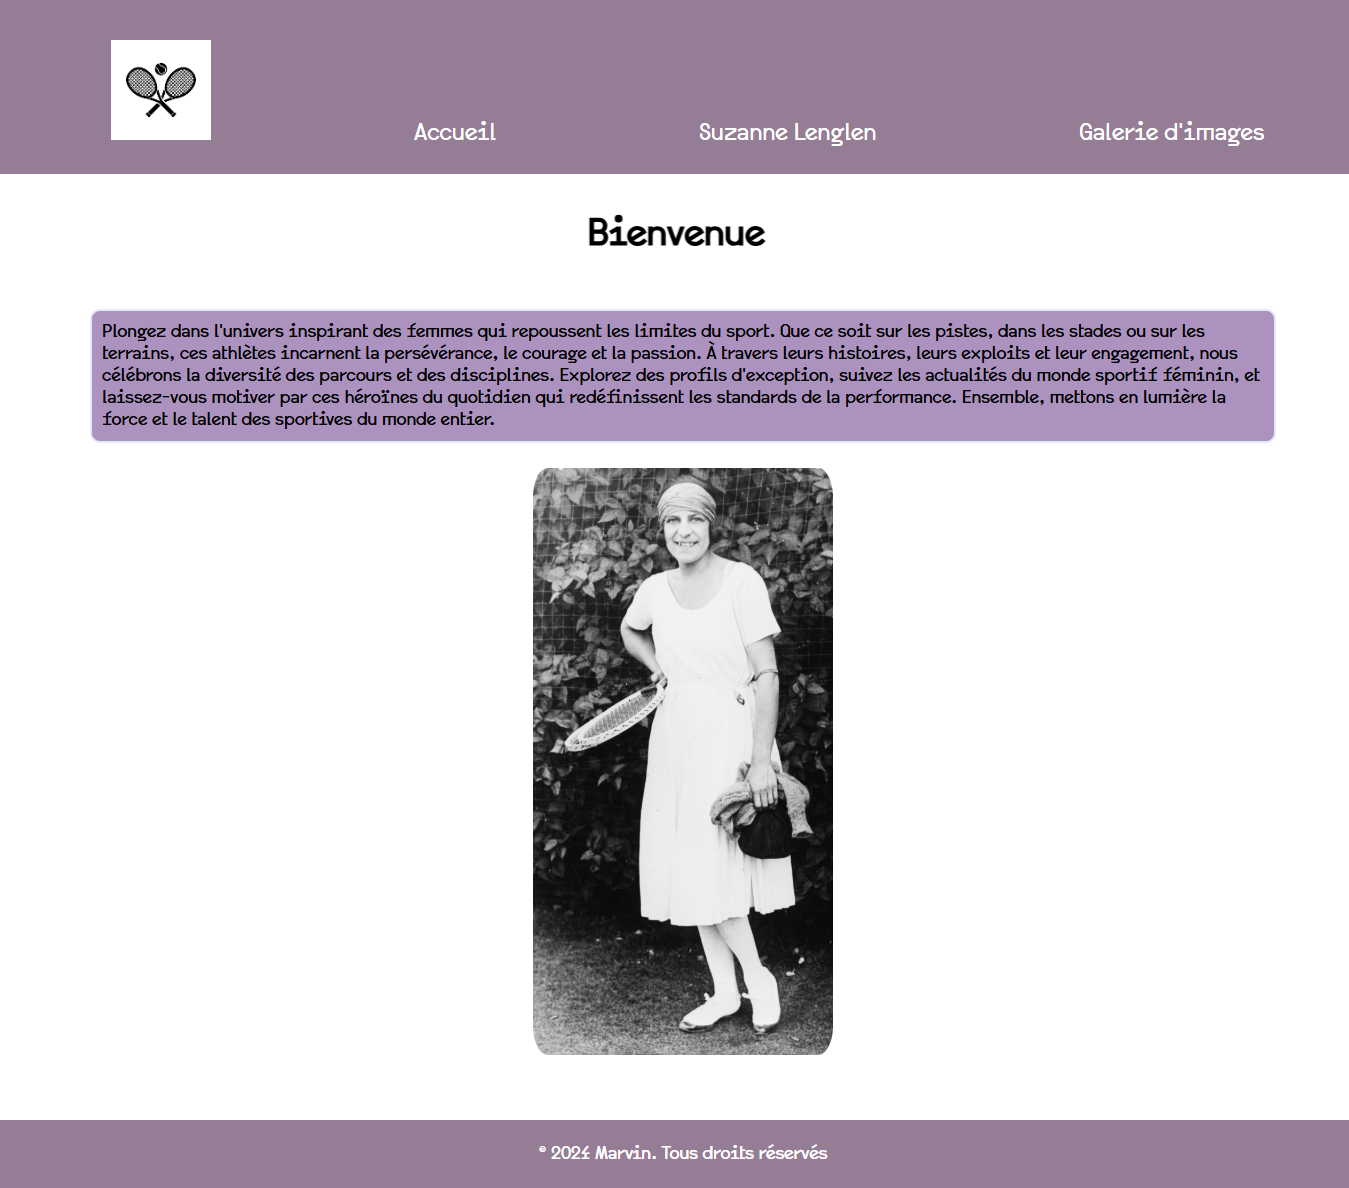 Accueil
Suzanne Lenglen
Galerie d'images
Bienvenue
Plongez dans l'univers inspirant des femmes qui repoussent les limites du sport. Que ce soit sur les pistes, dans les stades ou sur les
terrains, ces athlètes incarnent la persévérance, le courage et la passion. À travers leurs histoires, leurs exploits et leur engagement, nous
célébrons la diversité des parcours et des disciplines. Explorez des profils d'exception, suivez les actualités du monde sportif féminin, et
laissez-vous motiver par ces héroïnes du quotidien qui redéfinissent les standards de la performance. Ensemble, mettons en lumière la
force et le talent des sportives du monde entier.
© 2024 Marvin. Tous droits réservés